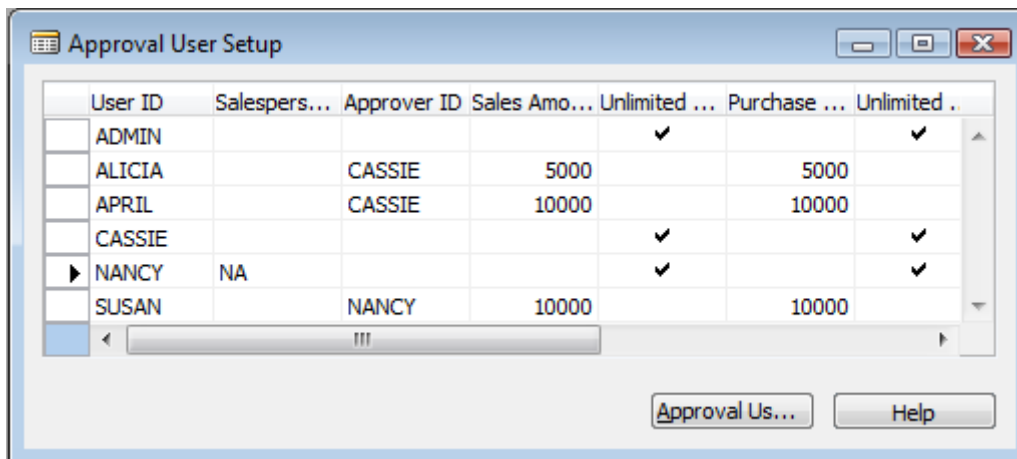 Approval User Setup
User ID Salespers... Approver ID Sales Amo... Unlimited ... Purchase ... Unlimited ..
ADMIN ✔ ✔
ALICIA CASSIE 5000 5000
APRIL CASSIE 10000 10000
CASSIE ✔ ✔
NANCY NA ✔ ✔
SUSAN NANCY 10000 10000
Approval Us... Help